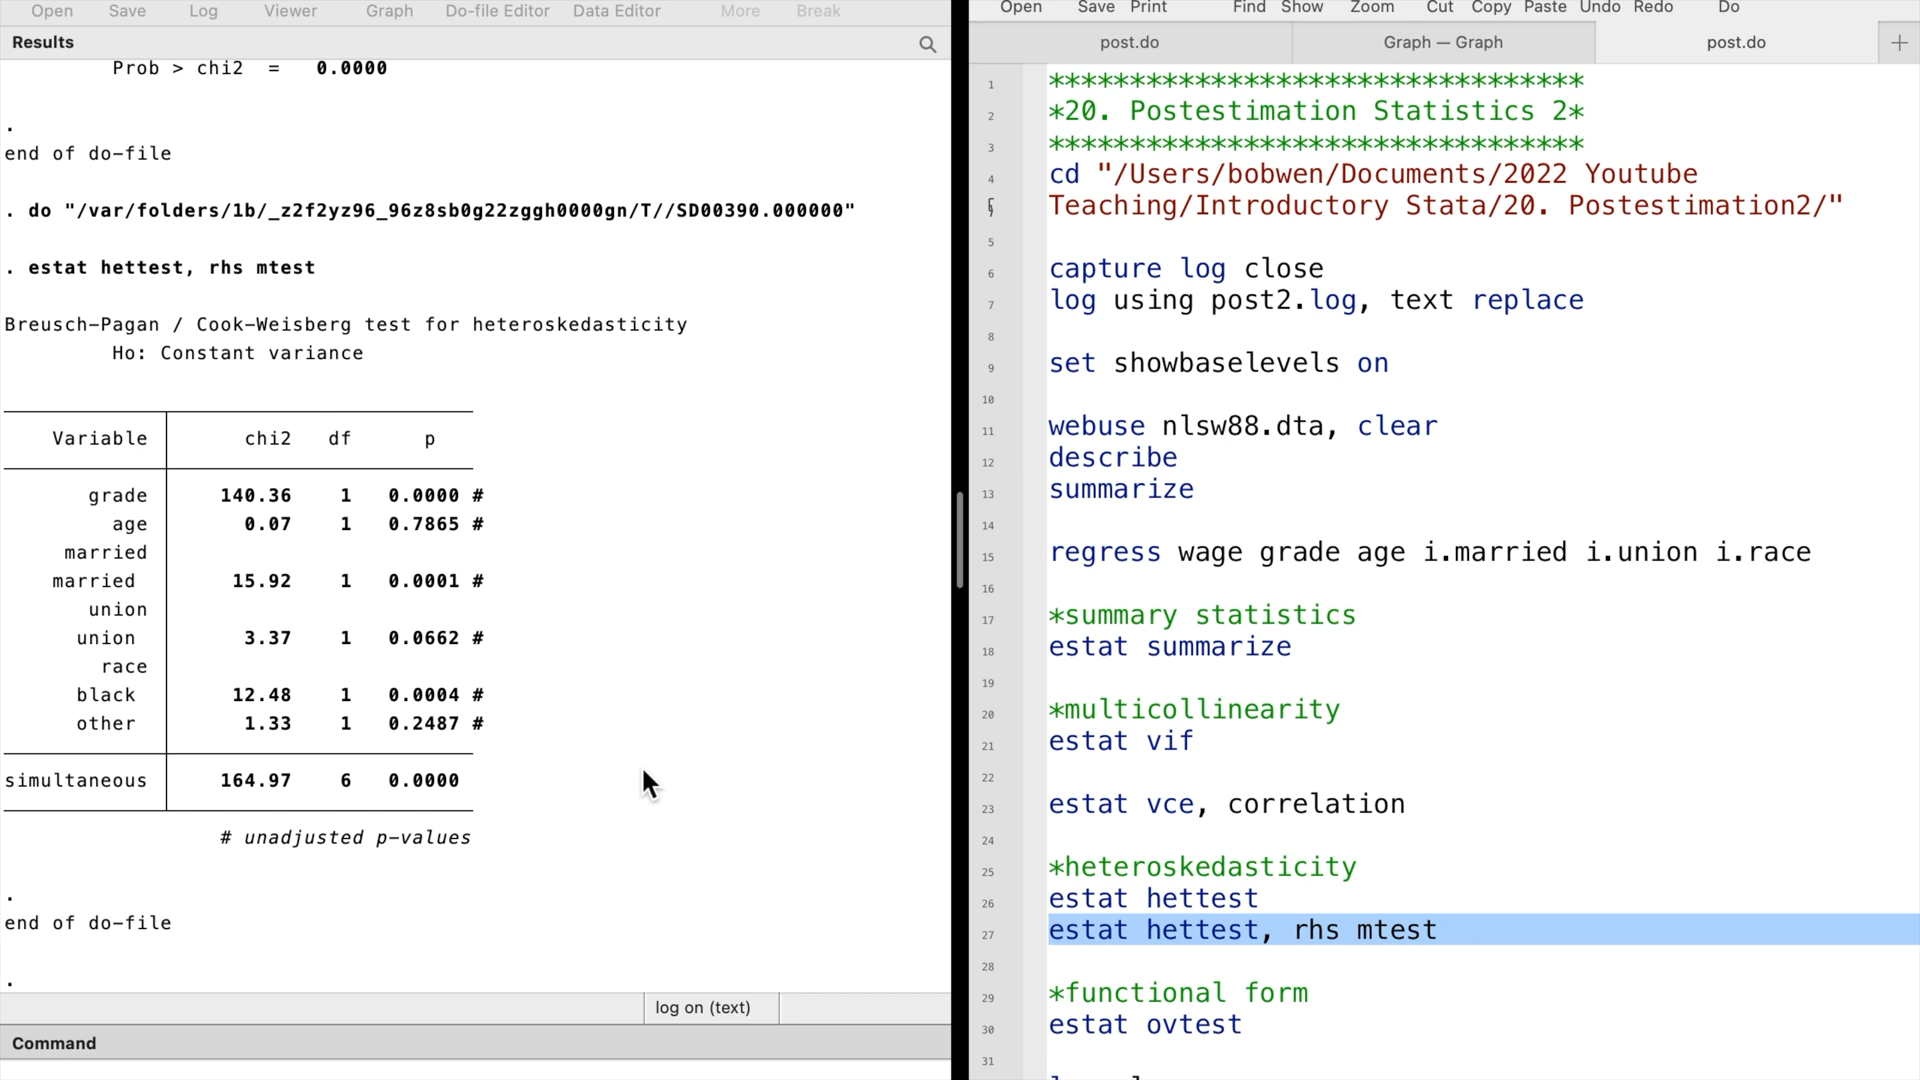 Open Save Log Viewer Graph Do-file Editor Data Editor More Break
Results
Prob > chi2 = 0.0000
.
end of do-file
. do "/var/folders/1b/_z2f2yz96_96z8sb0g22zggh0000gn/T//SD00390.000000"
. estat hettest, rhs mtest
Breusch-Pagan / Cook-Weisberg test for heteroskedasticity
Ho: Constant variance
Variable chi2 df p
grade 140.36 1 0.0000 #
age 0.07 1 0.7865 #
married
married 15.92 1 0.0001 #
union
union 3.37 1 0.0662 #
race
black 12.48 1 0.0004 #
other 1.33 1 0.2487 #
simultaneous 164.97 6 0.0000
# unadjusted p-values
.
end of do-file
.
log on (text)
Command
Open Save Print Find Show Zoom Cut Copy Paste Undo Redo Do
post.do Graph — Graph post.do
1 *********************************
2 *20. Postestimation Statistics 2*
3 *********************************
4 cd "/Users/bobwen/Documents/2022 Youtube
Teaching/Introductory Stata/20. Postestimation2/"
5
6 capture log close
7 log using post2.log, text replace
8
9 set showbaselevels on
10
11 webuse nlsw88.dta, clear
12 describe
13 summarize
14
15 regress wage grade age i.married i.union i.race
16
17 *summary statistics
18 estat summarize
19
20 *multicollinearity
21 estat vif
22
23 estat vce, correlation
24
25 *heteroskedasticity
26 estat hettest
27 estat hettest, rhs mtest
28
29 *functional form
30 estat ovtest
31